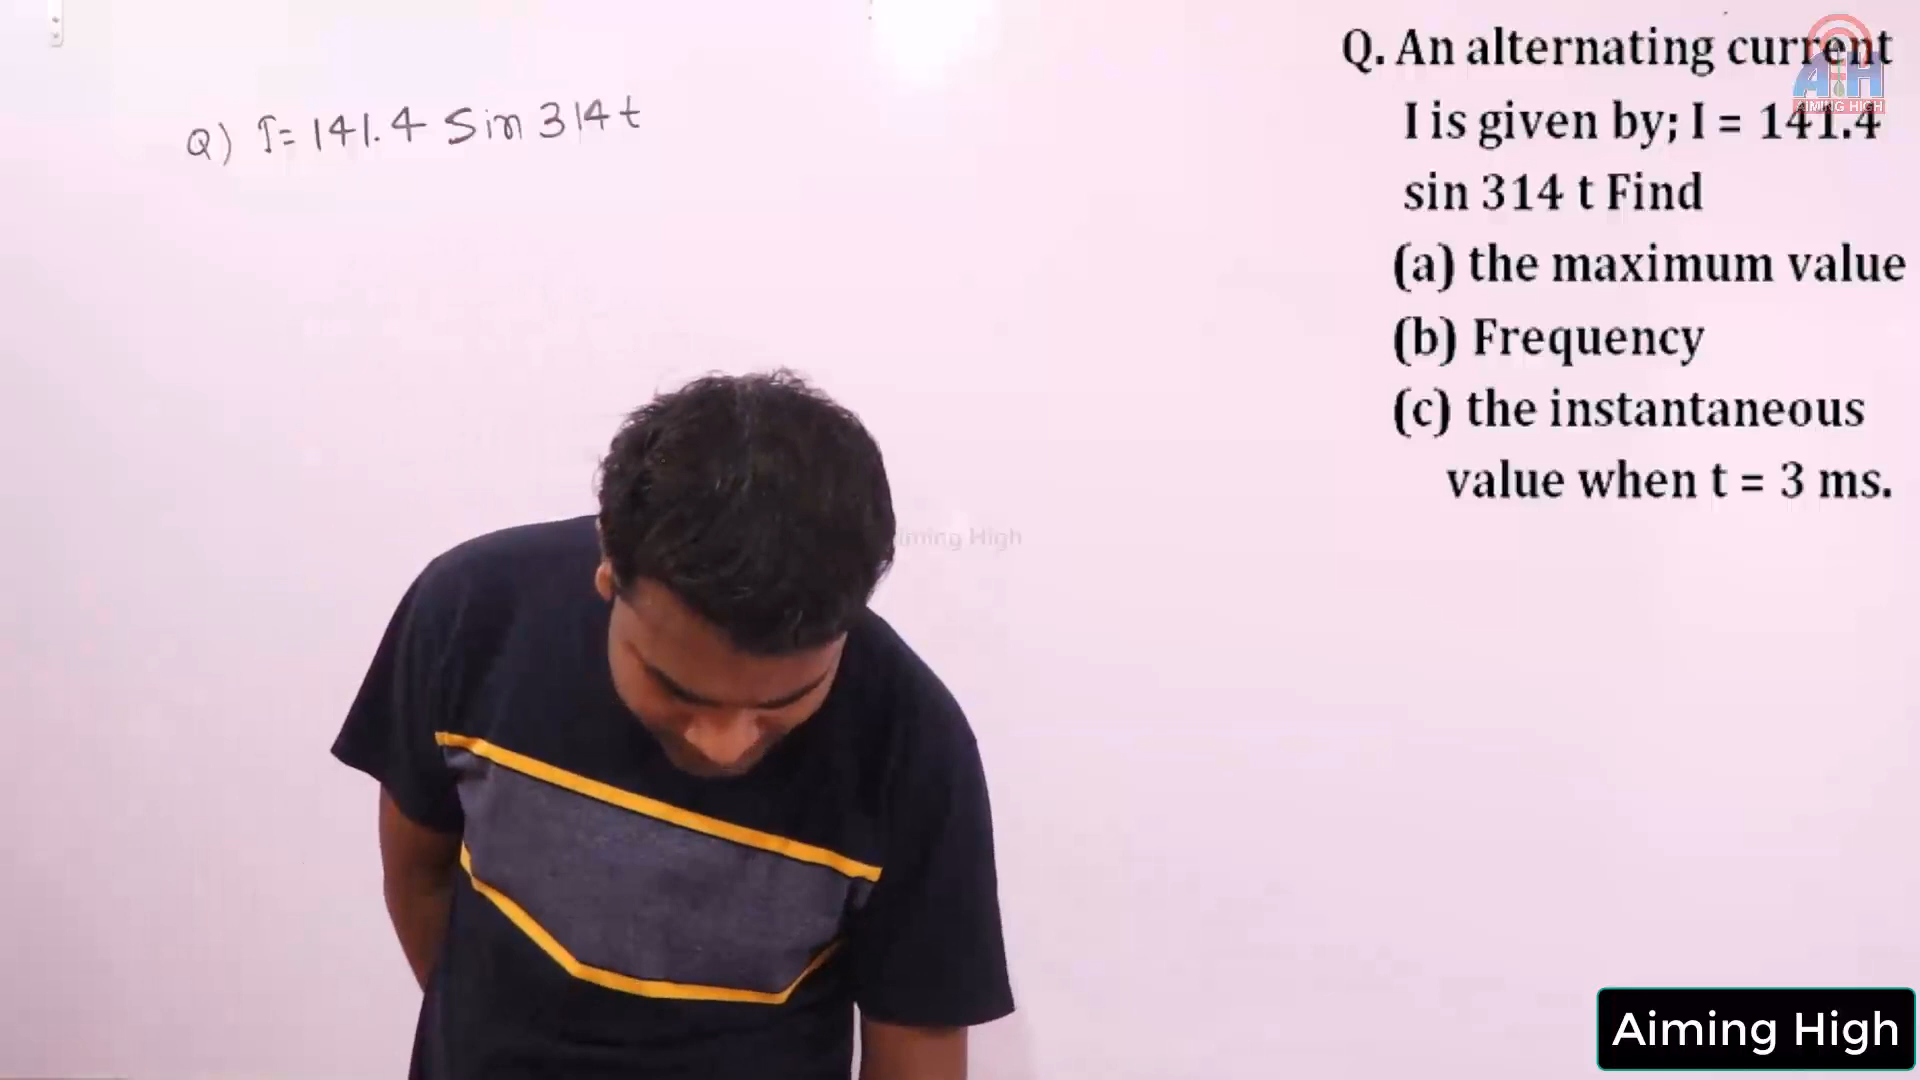 Q) I = 141.4 Sin 314 t
Q. An alternating current
I is given by; I = 141.4
sin 314 t Find
(a) the maximum value
(b) Frequency
(c) the instantaneous
value when t = 3 ms.
AH
AIMING HIGH
Aiming High
Aiming High